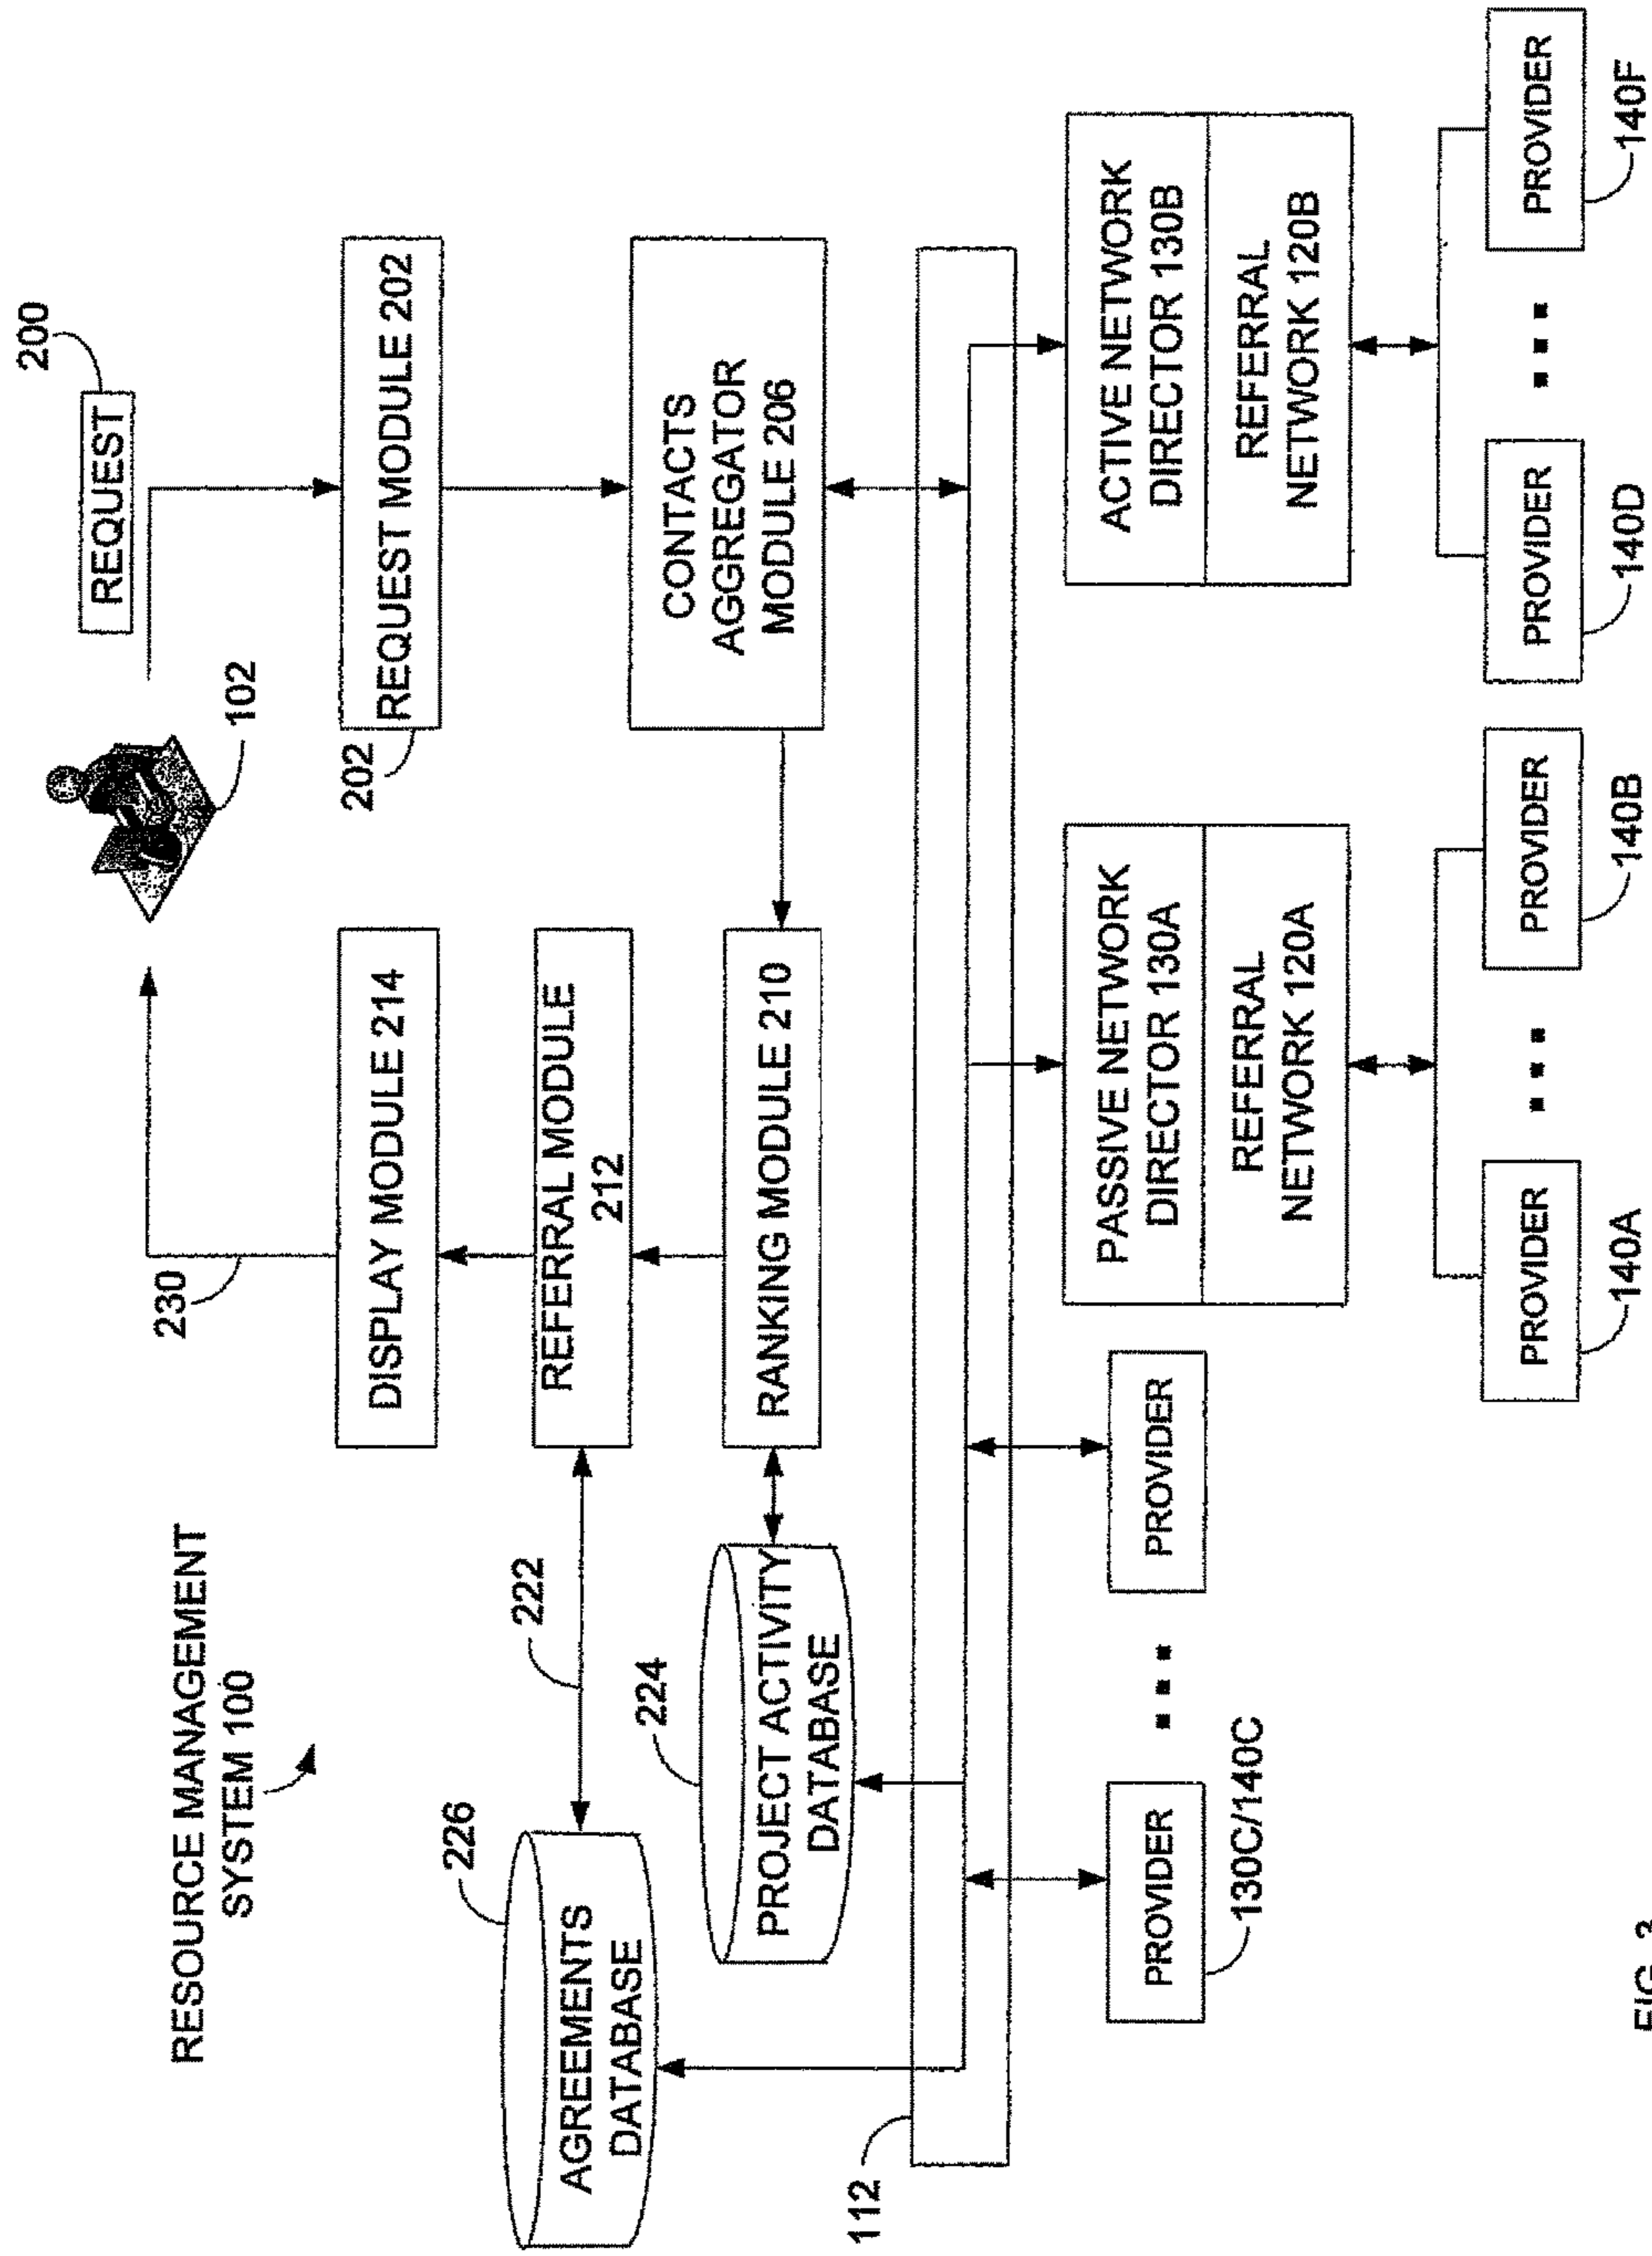 RESOURCE MANAGEMENT
SYSTEM 100
200
REQUEST
102
230
202
REQUEST MODULE 202
DISPLAY MODULE 214
226
222
REFERRAL MODULE
212
AGREEMENTS
DATABASE
224
PROJECT ACTIVITY
DATABASE
RANKING MODULE 210
CONTACTS
AGGREGATOR
MODULE 206
112
PROVIDER
130C/140C
PROVIDER
PASSIVE NETWORK
DIRECTOR 130A
REFERRAL
NETWORK 120A
ACTIVE NETWORK
DIRECTOR 130B
REFERRAL
NETWORK 120B
PROVIDER
140A
PROVIDER
140B
PROVIDER
140D
PROVIDER
140F
FIG. 3